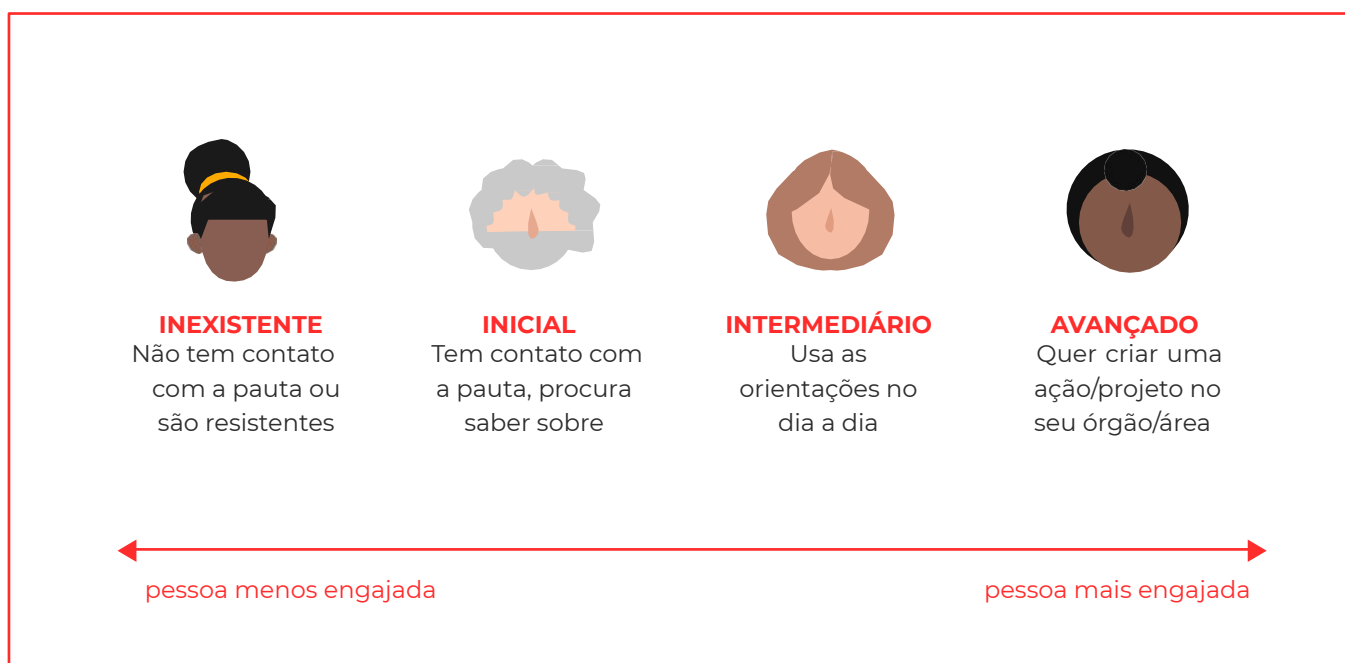 INEXISTENTE
Não tem contato
com a pauta ou
são resistentes
INICIAL
Tem contato com
a pauta, procura
saber sobre
INTERMEDIÁRIO
Usa as
orientações no
dia a dia
AVANÇADO
Quer criar uma
ação/projeto no
seu órgão/área
pessoa menos engajada
pessoa mais engajada